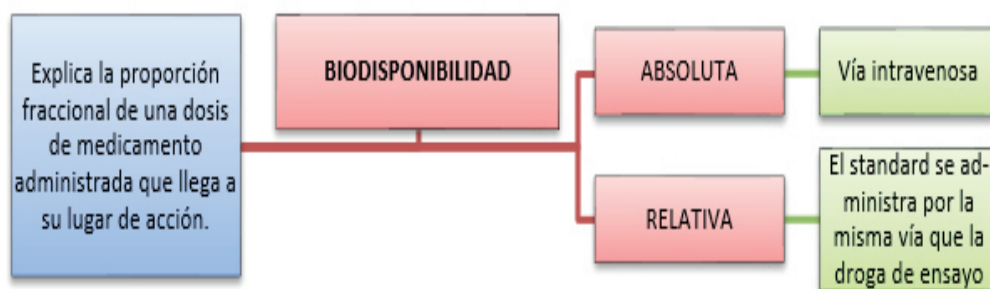 Explica la proporción
fraccional de una dosis
de medicamento
administrada que llega a
su lugar de acción.
BIODISPONIBILIDAD
ABSOLUTA
Vía intravenosa
RELATIVA
El standard se ad-
ministra por la
misma vía que la
droga de ensayo